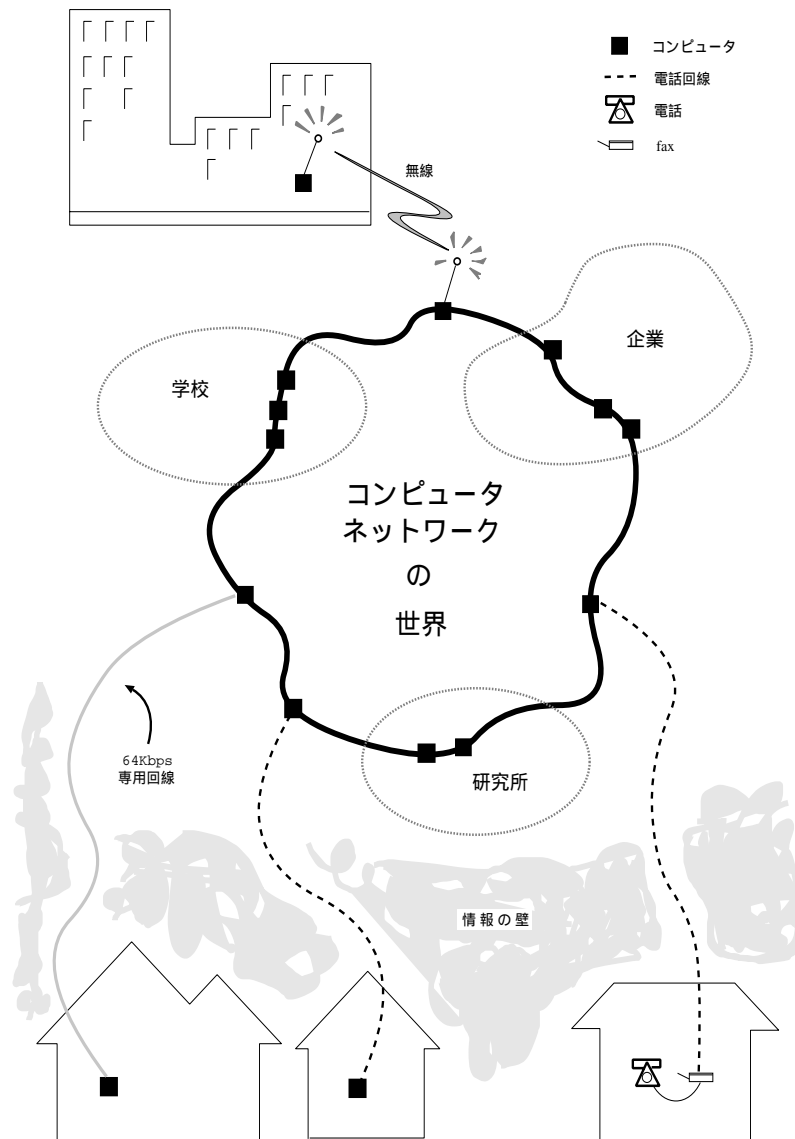 コンピュータ
電話回線
電話
fax
無線
企業
学校
コンピュータ
ネットワーク
の
世界
64Kbps
専用回線
研究所
情報の壁